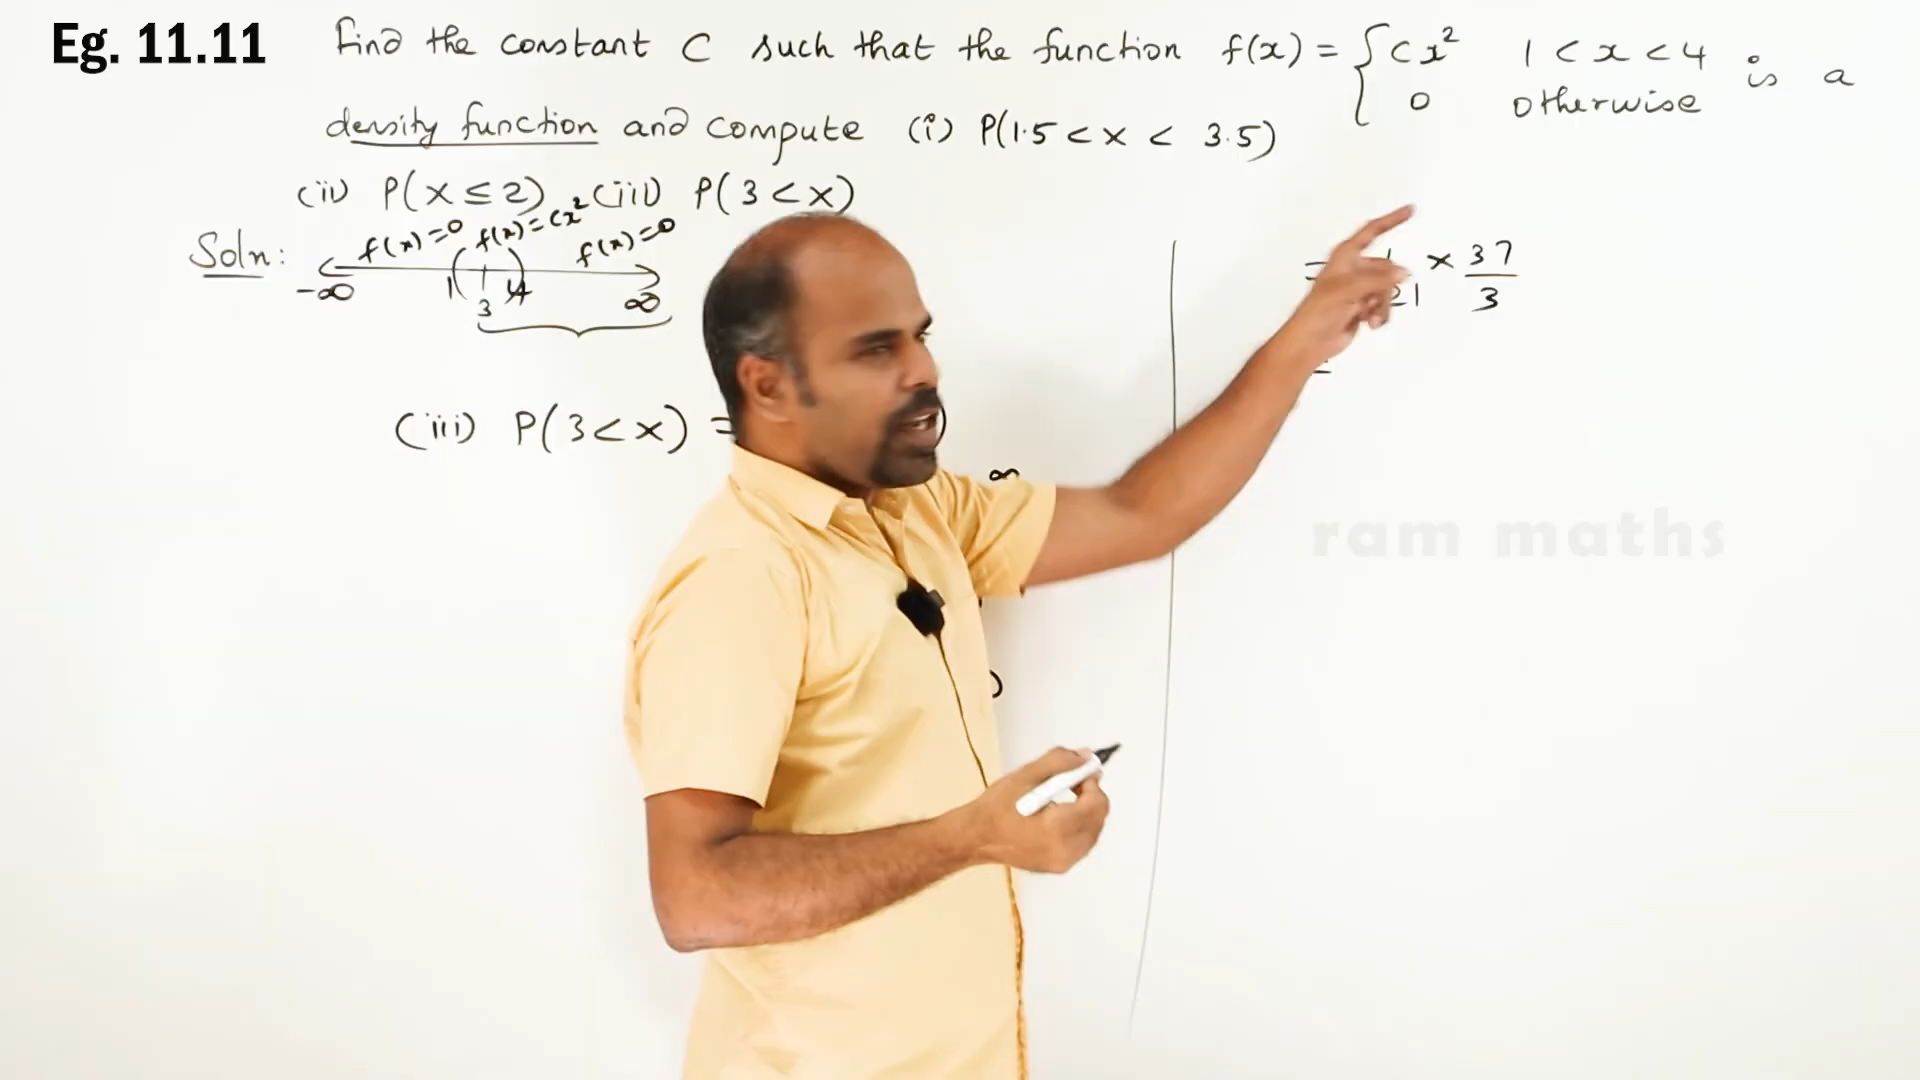 Eg. 11.11 Find the constant C such that the function f(x) = { Cx² 1 < x < 4 is a
0 otherwise
density function and compute (i) P(1.5 < X < 3.5)
(ii) P(X ≤ 2) (iii) P(3 < X)
Soln: f(x)=0 f(x)=Cx² f(x)=0
-∞ 1 3 4 ∞
(iii) P(3 < X) =
∞
= 21 × 37/3
=
ram maths